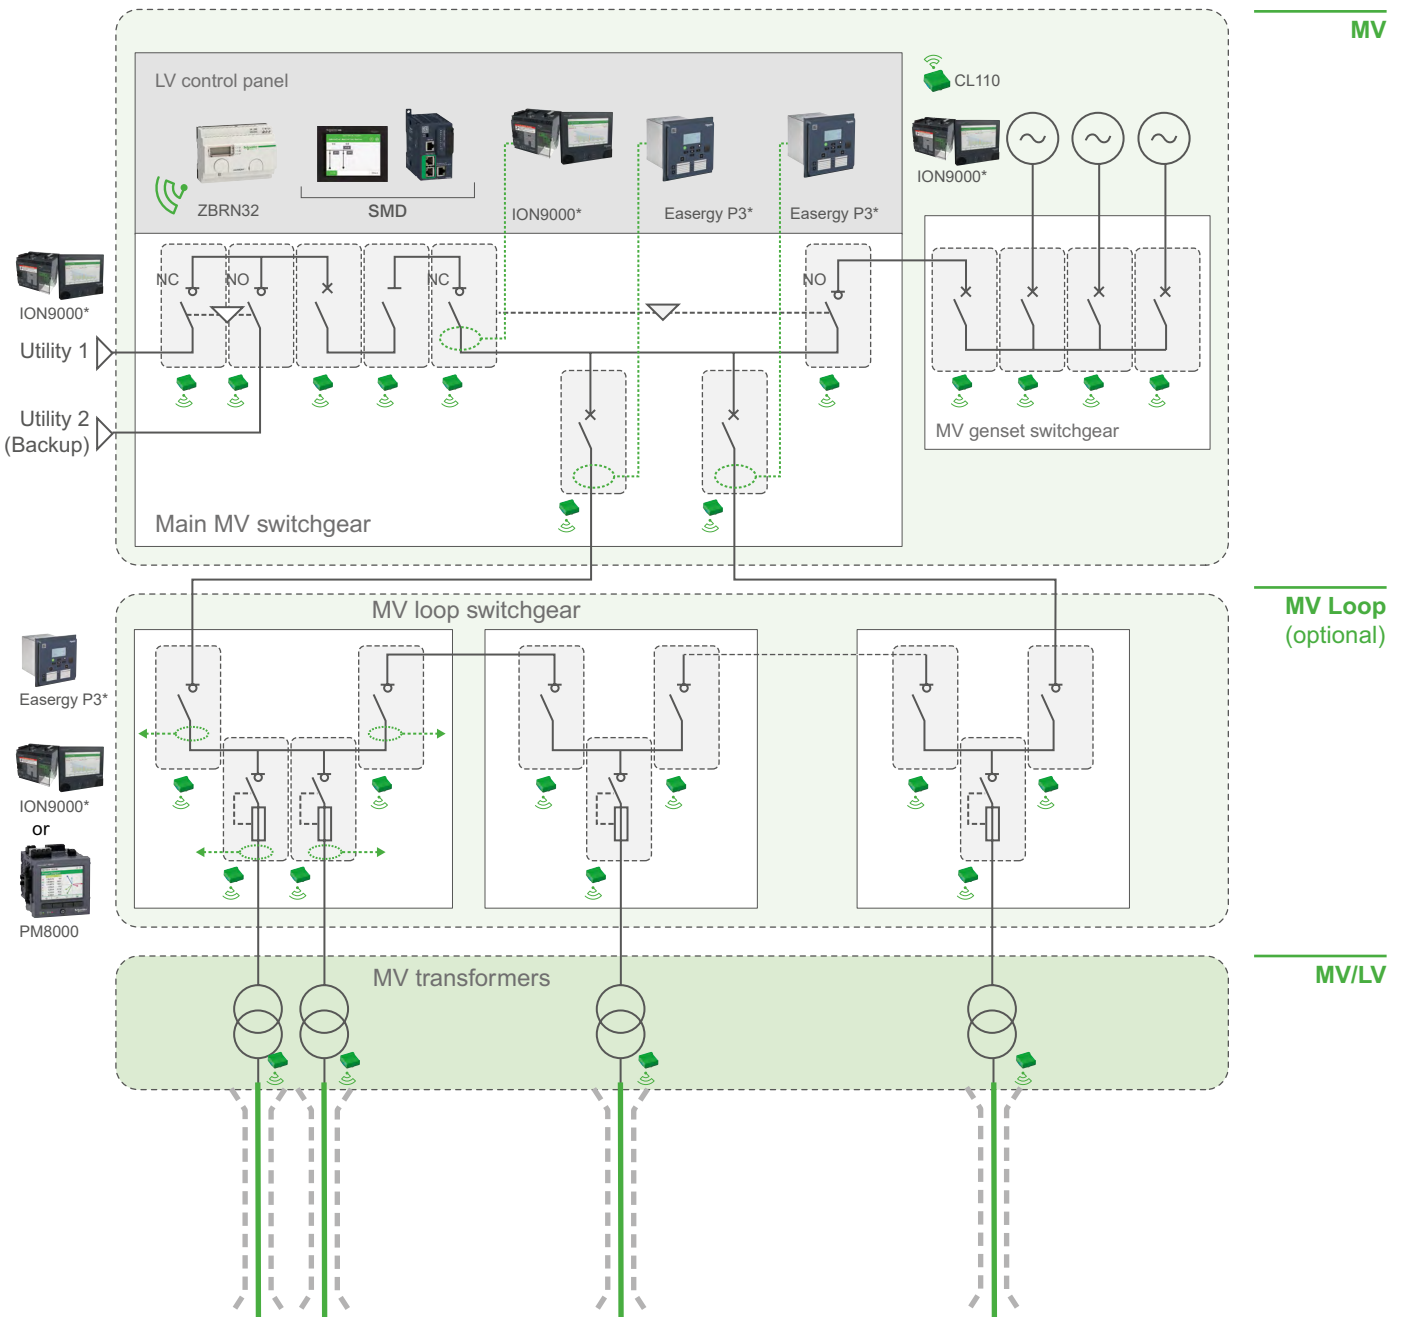 MV
LV control panel
CL110
ZBRN32
SMD
ION9000*
Easergy P3*
Easergy P3*
ION9000*
NC
NO
NC
NO
ION9000*
Utility 1
Utility 2
(Backup)
MV genset switchgear
Main MV switchgear
MV loop switchgear
MV Loop
(optional)
Easergy P3*
ION9000*
or
PM8000
MV transformers
MV/LV